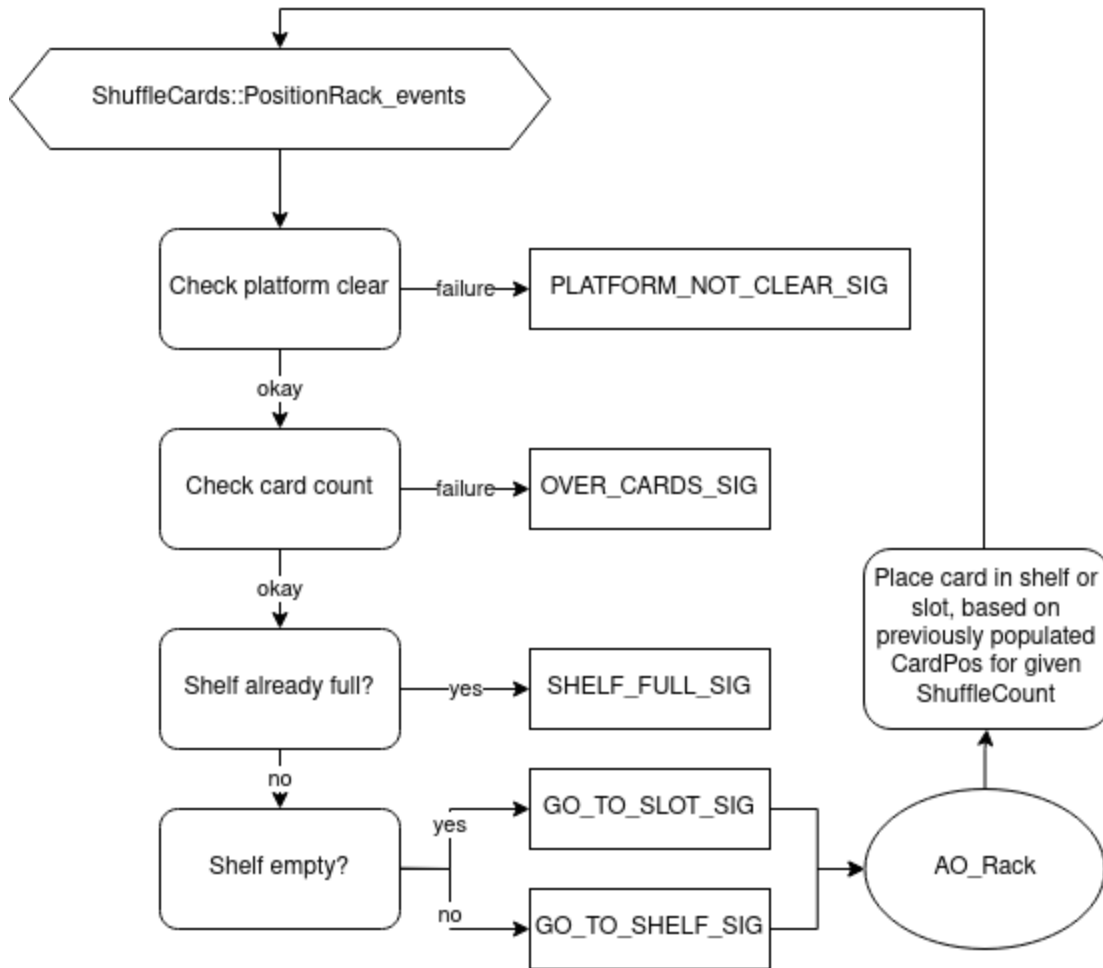 ShuffleCards::PositionRack_events
Check platform clear
failure
PLATFORM_NOT_CLEAR_SIG
okay
Check card count
failure
OVER_CARDS_SIG
okay
Shelf already full?
yes
SHELF_FULL_SIG
no
Shelf empty?
yes
GO_TO_SLOT_SIG
no
GO_TO_SHELF_SIG
AO_Rack
Place card in shelf or
slot, based on
previously populated
CardPos for given
ShuffleCount